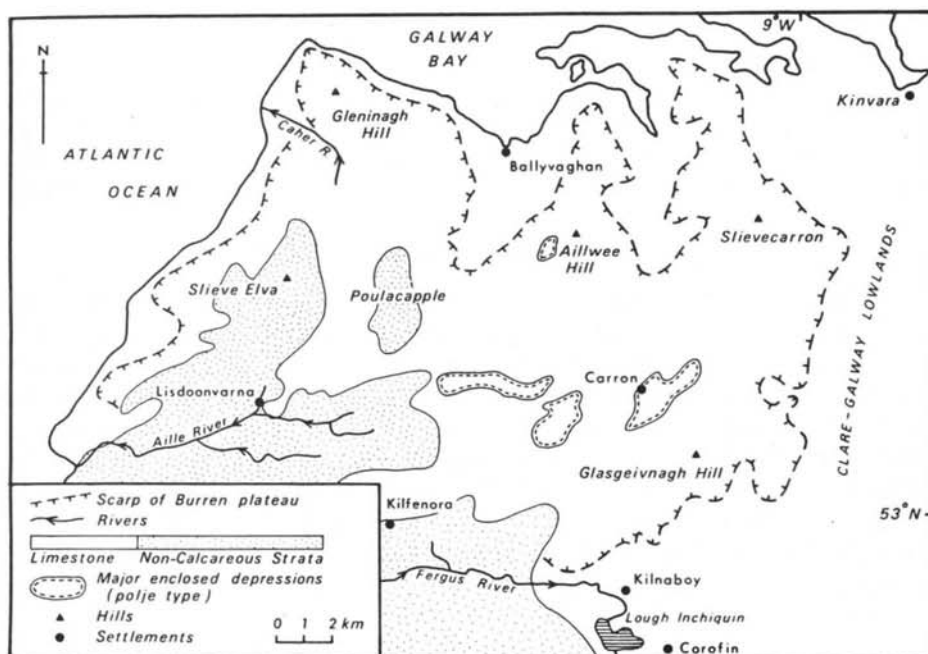 N
GALWAY
BAY
9°W
Kinvara
Gleninagh
Hill
Caher R
ATLANTIC
OCEAN
Ballyvaghan
Aillwee
Hill
Slievecarron
Slieve Elva
Poulacapple
CLARE-GALWAY LOWLANDS
Lisdoonvarna
Carron
Aille River
Glasgeivnagh Hill
53°N
Kilfenora
Fergus River
Kilnaboy
Lough Inchiquin
Corofin
Scarp of Burren plateau
Rivers
Limestone Non-Calcareous Strata
Major enclosed depressions
(polje type)
Hills
Settlements
0 1 2 km